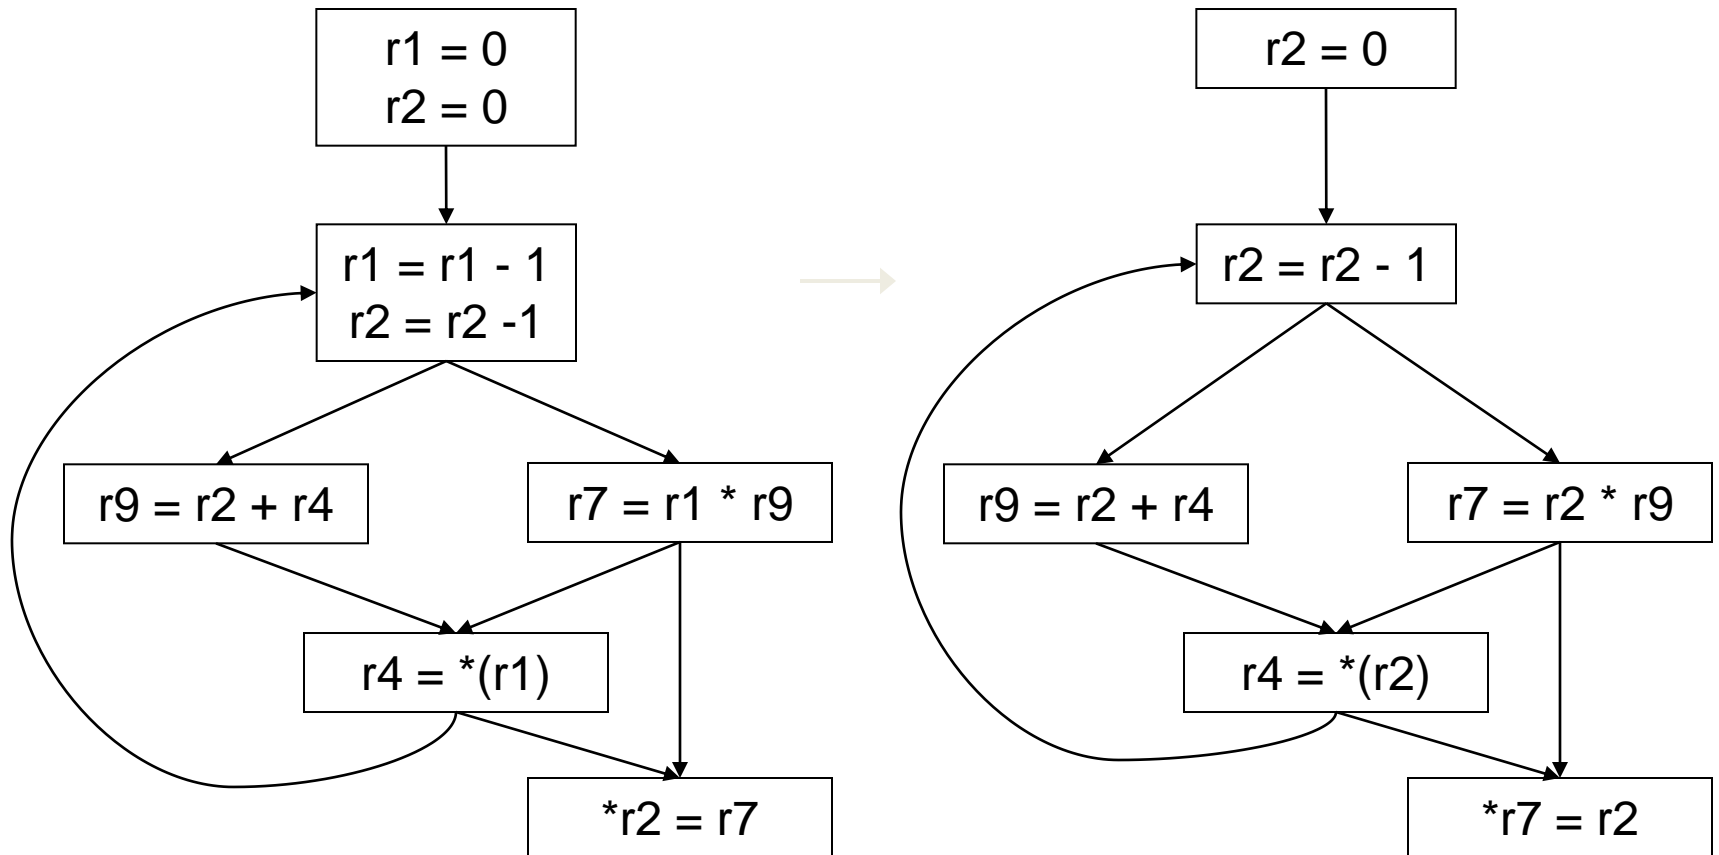 r1 = 0
r2 = 0
r1 = r1 - 1
r2 = r2 -1
r9 = r2 + r4
r7 = r1 * r9
r4 = *(r1)
*r2 = r7
r2 = 0
r2 = r2 - 1
r9 = r2 + r4
r7 = r2 * r9
r4 = *(r2)
*r7 = r2